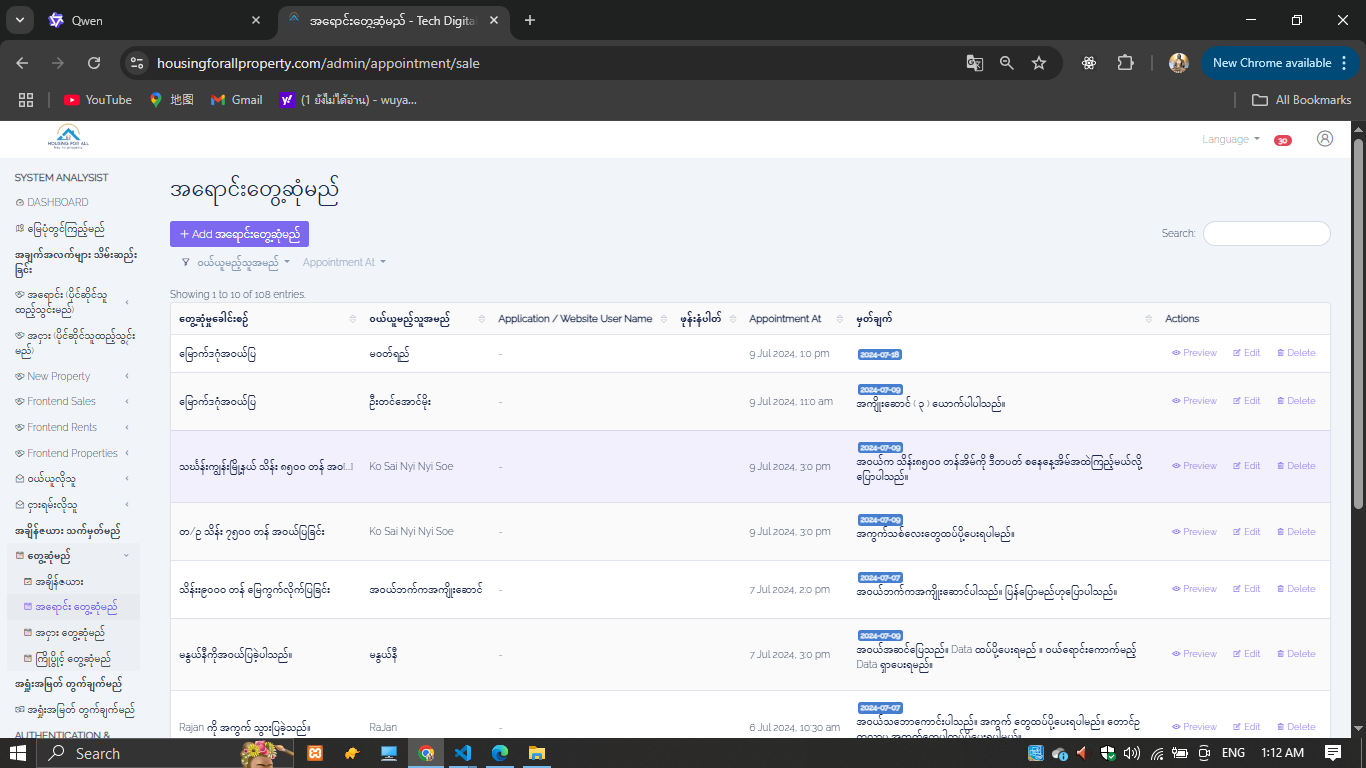 Qwen
အရောင်းတွေ့ဆုံမည် - Tech Digital
housingforallproperty.com/admin/appointment/sale
New Chrome available
YouTube
地图
Gmail
(1 ยังไม่ได้อ่าน) - wuya...
All Bookmarks
HOUSING FOR ALL
Language
30
SYSTEM ANALYSIST
DASHBOARD
မြေပုံတွင်ကြည့်မည်
အချက်အလက်များ သိမ်းဆည်း
ခြင်း
အရောင်း (ပိုင်ဆိုင်သူ
ထည့်သွင်းမည်)
အငှား (ပိုင်ဆိုင်သူထည့်သွင်း
မည်)
New Property
Frontend Sales
Frontend Rents
Frontend Properties
ဝယ်ယူလိုသူ
ငှားရမ်းလိုသူ
အချိန်ဇယား သက်မှတ်မည်
တွေ့ဆုံမည်
အချိန်ဇယား
အရောင်း တွေ့ဆုံမည်
အငှား တွေ့ဆုံမည်
ကြိုပွိုင့် တွေ့ဆုံမည်
အရှုံးအမြတ် တွက်ချက်မည်
အရှုံးအမြတ် တွက်ချက်မည်
AUTHENTICATION &
အရောင်းတွေ့ဆုံမည်
+ Add အရောင်းတွေ့ဆုံမည်
Search:
ဝယ်ယူမည့်သူအမည်
Appointment At
Showing 1 to 10 of 108 entries.
တွေ့ဆုံမှုခေါင်းစဉ် ဝယ်ယူမည့်သူအမည် Application / Website User Name ဖုန်းနံပါတ် Appointment At မှတ်ချက် Actions
မြောက်ဒဂုံအဝယ်ပြ မဝတ်ရည် - 9 Jul 2024, 1:0 pm 2024-07-18 Preview Edit Delete
2024-07-09
မြောက်ဒဂုံအဝယ်ပြ ဦးတင်အောင်မိုး - 9 Jul 2024, 11:0 am အကျိုးဆောင် ( ၃ ) ယောက်ပါပါသည်။ Preview Edit Delete
2024-07-09
သင်္ဃန်းကျွန်းမြို့နယ် သိန်း ၈၅၀၀ တန် အဝ[...] Ko Sai Nyi Nyi Soe - 9 Jul 2024, 3:0 pm အဝယ်က သိန်း၈၅၀၀ တန်အိမ်ကို ဒီတပတ် စနေနေ့အိမ်အထဲကြည့်မယ်လို့ Preview Edit Delete
ပြောပါသည်။
2024-07-09
တ/ဥ သိန်း ၇၅၀၀ တန် အဝယ်ပြခြင်း Ko Sai Nyi Nyi Soe - 9 Jul 2024, 3:0 pm အကွက်သစ်လေးတွေထပ်ပို့ပေးရပါမည်။ Preview Edit Delete
2024-07-07
သိန်း၊၉၀၀၀ တန် မြေကွက်လိုက်ပြခြင်း အဝယ်ဘက်ကအကျိုးဆောင် - 7 Jul 2024, 2:0 pm အဝယ်ဘက်ကအကျိုးဆောင်ပါသည်။ ပြန်ပြောမည်ဟုပြောပါသည်။ Preview Edit Delete
2024-07-09
မနွယ်နီကိုအဝယ်ပြခဲ့ပါသည်။ မနွယ်နီ - 7 Jul 2024, 3:0 pm အဝယ်အဆင်ပြေသည်။ Data ထပ်ပို့ပေးရမည် ။ ဝယ်ရောင်းကောက်မည့် Preview Edit Delete
Data ရှာပေးရမည်။
2024-07-07
Rajan ကို အကွက် သွားပြခဲ့သည်။ RaJan - 6 Jul 2024, 10:30 am အဝယ်သဘောကောင်းပါသည်။ အကွက် တွေထပ်ပို့ပေးရပါမည်။ တောင်ဥ Preview Edit Delete
Search
ENG
1:12 AM